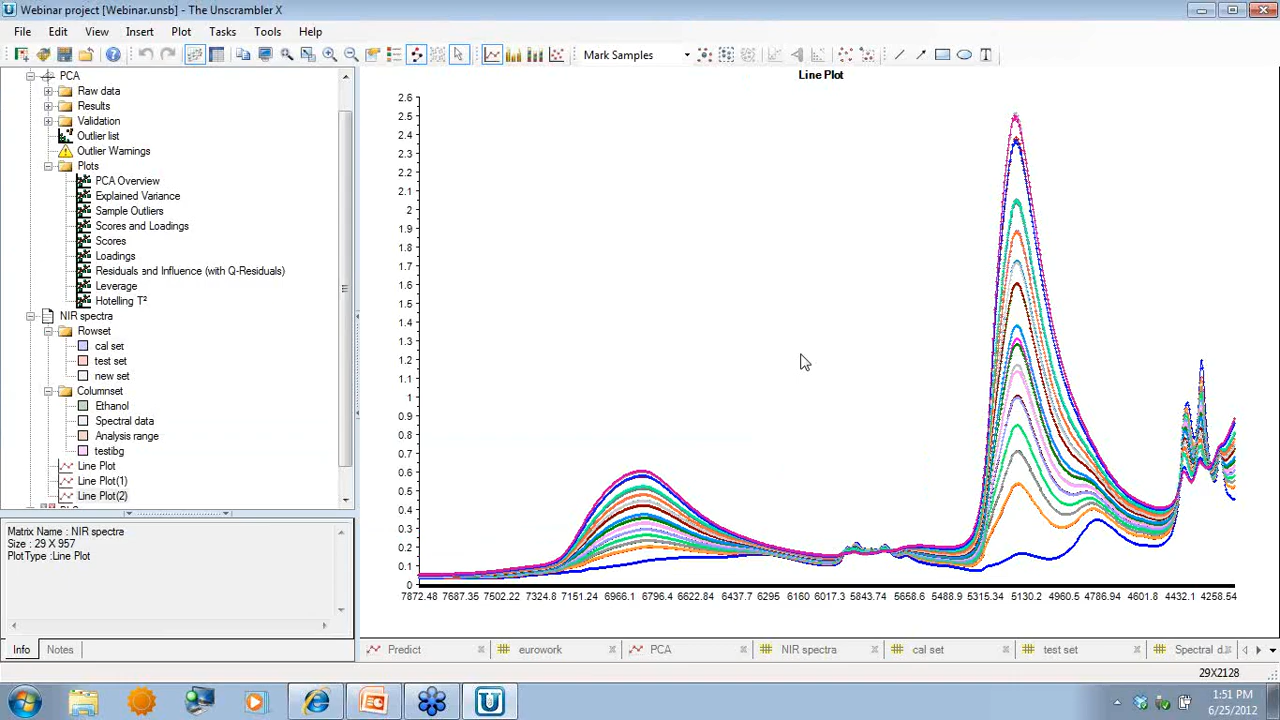 Webinar project [Webinar.unsb] - The Unscrambler X
File Edit View Insert Plot Tasks Tools Help
Mark Samples
PCA
Raw data
Results
Validation
Outlier list
Outlier Warnings
Plots
PCA Overview
Explained Variance
Sample Outliers
Scores and Loadings
Scores
Loadings
Residuals and Influence (with Q-Residuals)
Leverage
Hotelling T²
NIR spectra
Rowset
cal set
test set
new set
Columnset
Ethanol
Spectral data
Analysis range
testibg
Line Plot
Line Plot(1)
Line Plot(2)
Matrix Name : NIR spectra
Size : 29 X 957
PlotType :Line Plot
Info Notes
Line Plot
2.6
2.5
2.4
2.3
2.2
2.1
2
1.9
1.8
1.7
1.6
1.5
1.4
1.3
1.2
1.1
1
0.9
0.8
0.7
0.6
0.5
0.4
0.3
0.2
0.1
0
7872.48 7687.35 7502.22 7324.8 7151.24 6966.1 6796.4 6622.84 6437.7 6295 6160 6017.3 5843.74 5658.6 5488.9 5315.34 5130.2 4960.5 4786.94 4601.8 4432.1 4258.54
Predict eurowork PCA NIR spectra cal set test set Spectral d...
29X2128
1:51 PM
6/25/2012